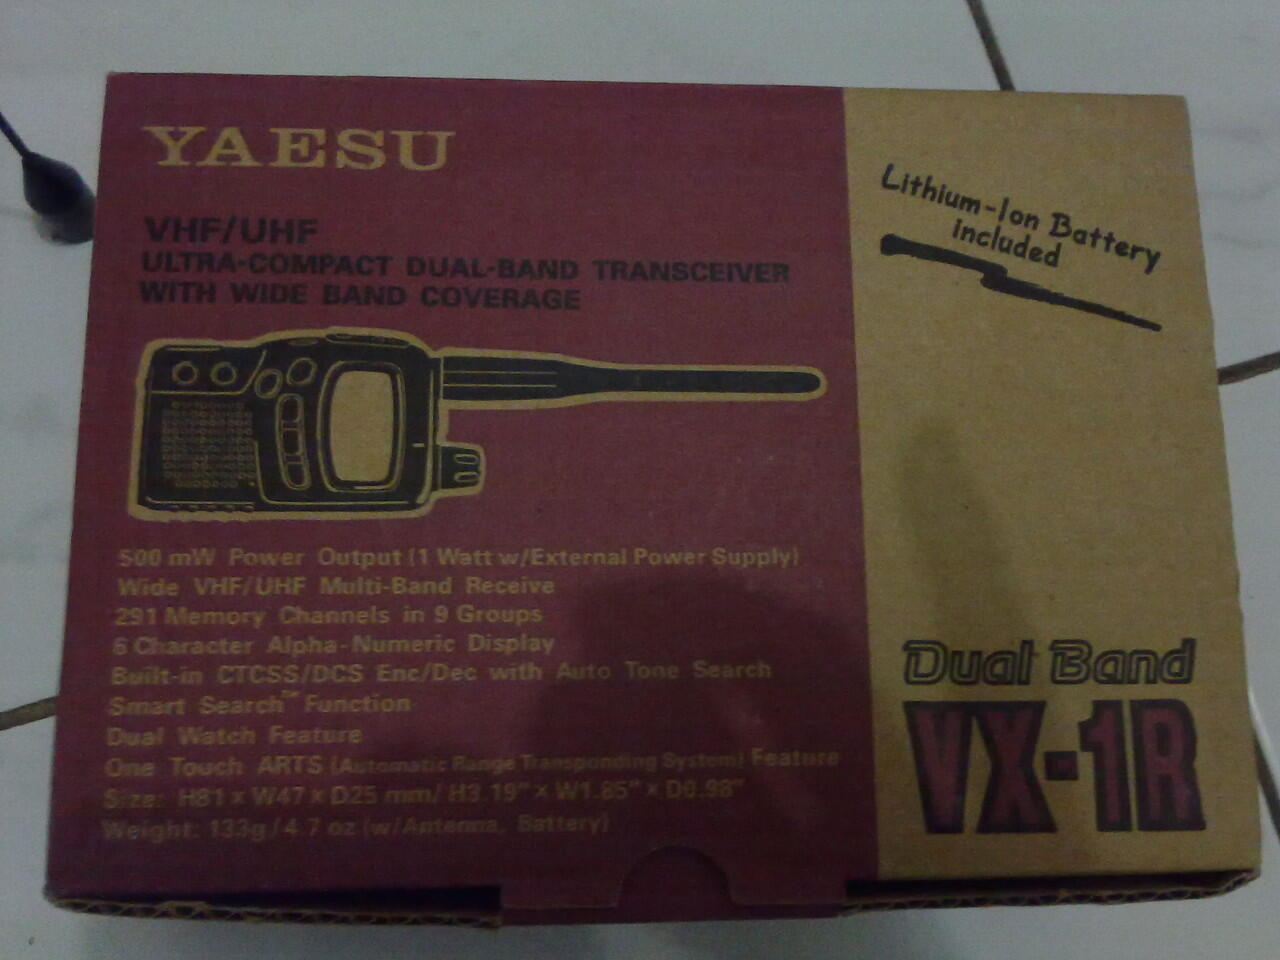 YAESU
VHF/UHF
ULTRA-COMPACT DUAL-BAND TRANSCEIVER
WITH WIDE BAND COVERAGE
500 mW Power Output (1 Watt w/External Power Supply)
Wide VHF/UHF Multi-Band Receive
291 Memory Channels in 9 Groups
6 Character Alpha-Numeric Display
Built-in CTCSS/DCS Enc/Dec with Auto Tone Search
Smart Search™ Function
Dual Watch Feature
One Touch ARTS (Automatic Range Transponding System) Feature
Size: H81 x W47 x D25 mm/ H3.19" x W1.85" x D0.98"
Weight: 133g/4.7 oz (w/Antenna, Battery)
Lithium-Ion Battery
included
Dual Band
VX-1R